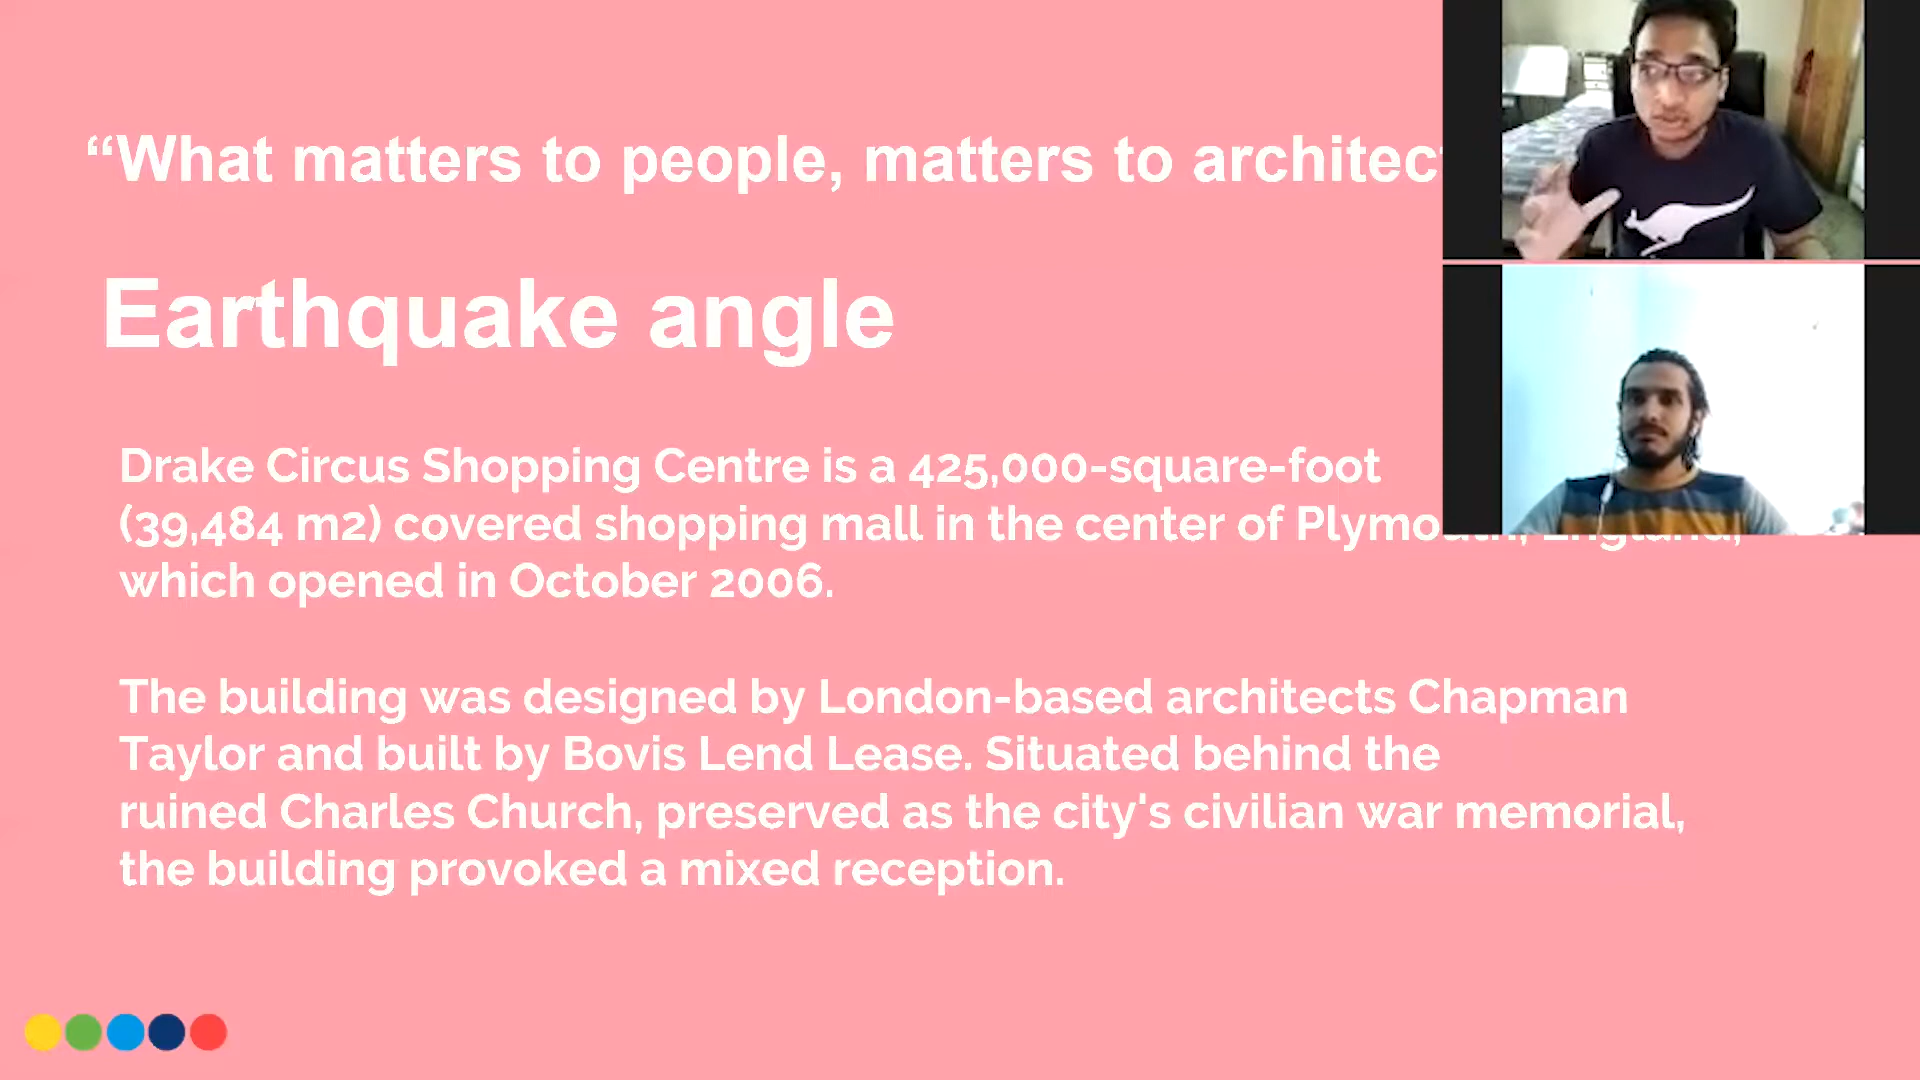 “What matters to people, matters to architec
Earthquake angle
Drake Circus Shopping Centre is a 425,000-square-foot
(39,484 m2) covered shopping mall in the center of Plymouth, England,
which opened in October 2006.
The building was designed by London-based architects Chapman
Taylor and built by Bovis Lend Lease. Situated behind the
ruined Charles Church, preserved as the city's civilian war memorial,
the building provoked a mixed reception.